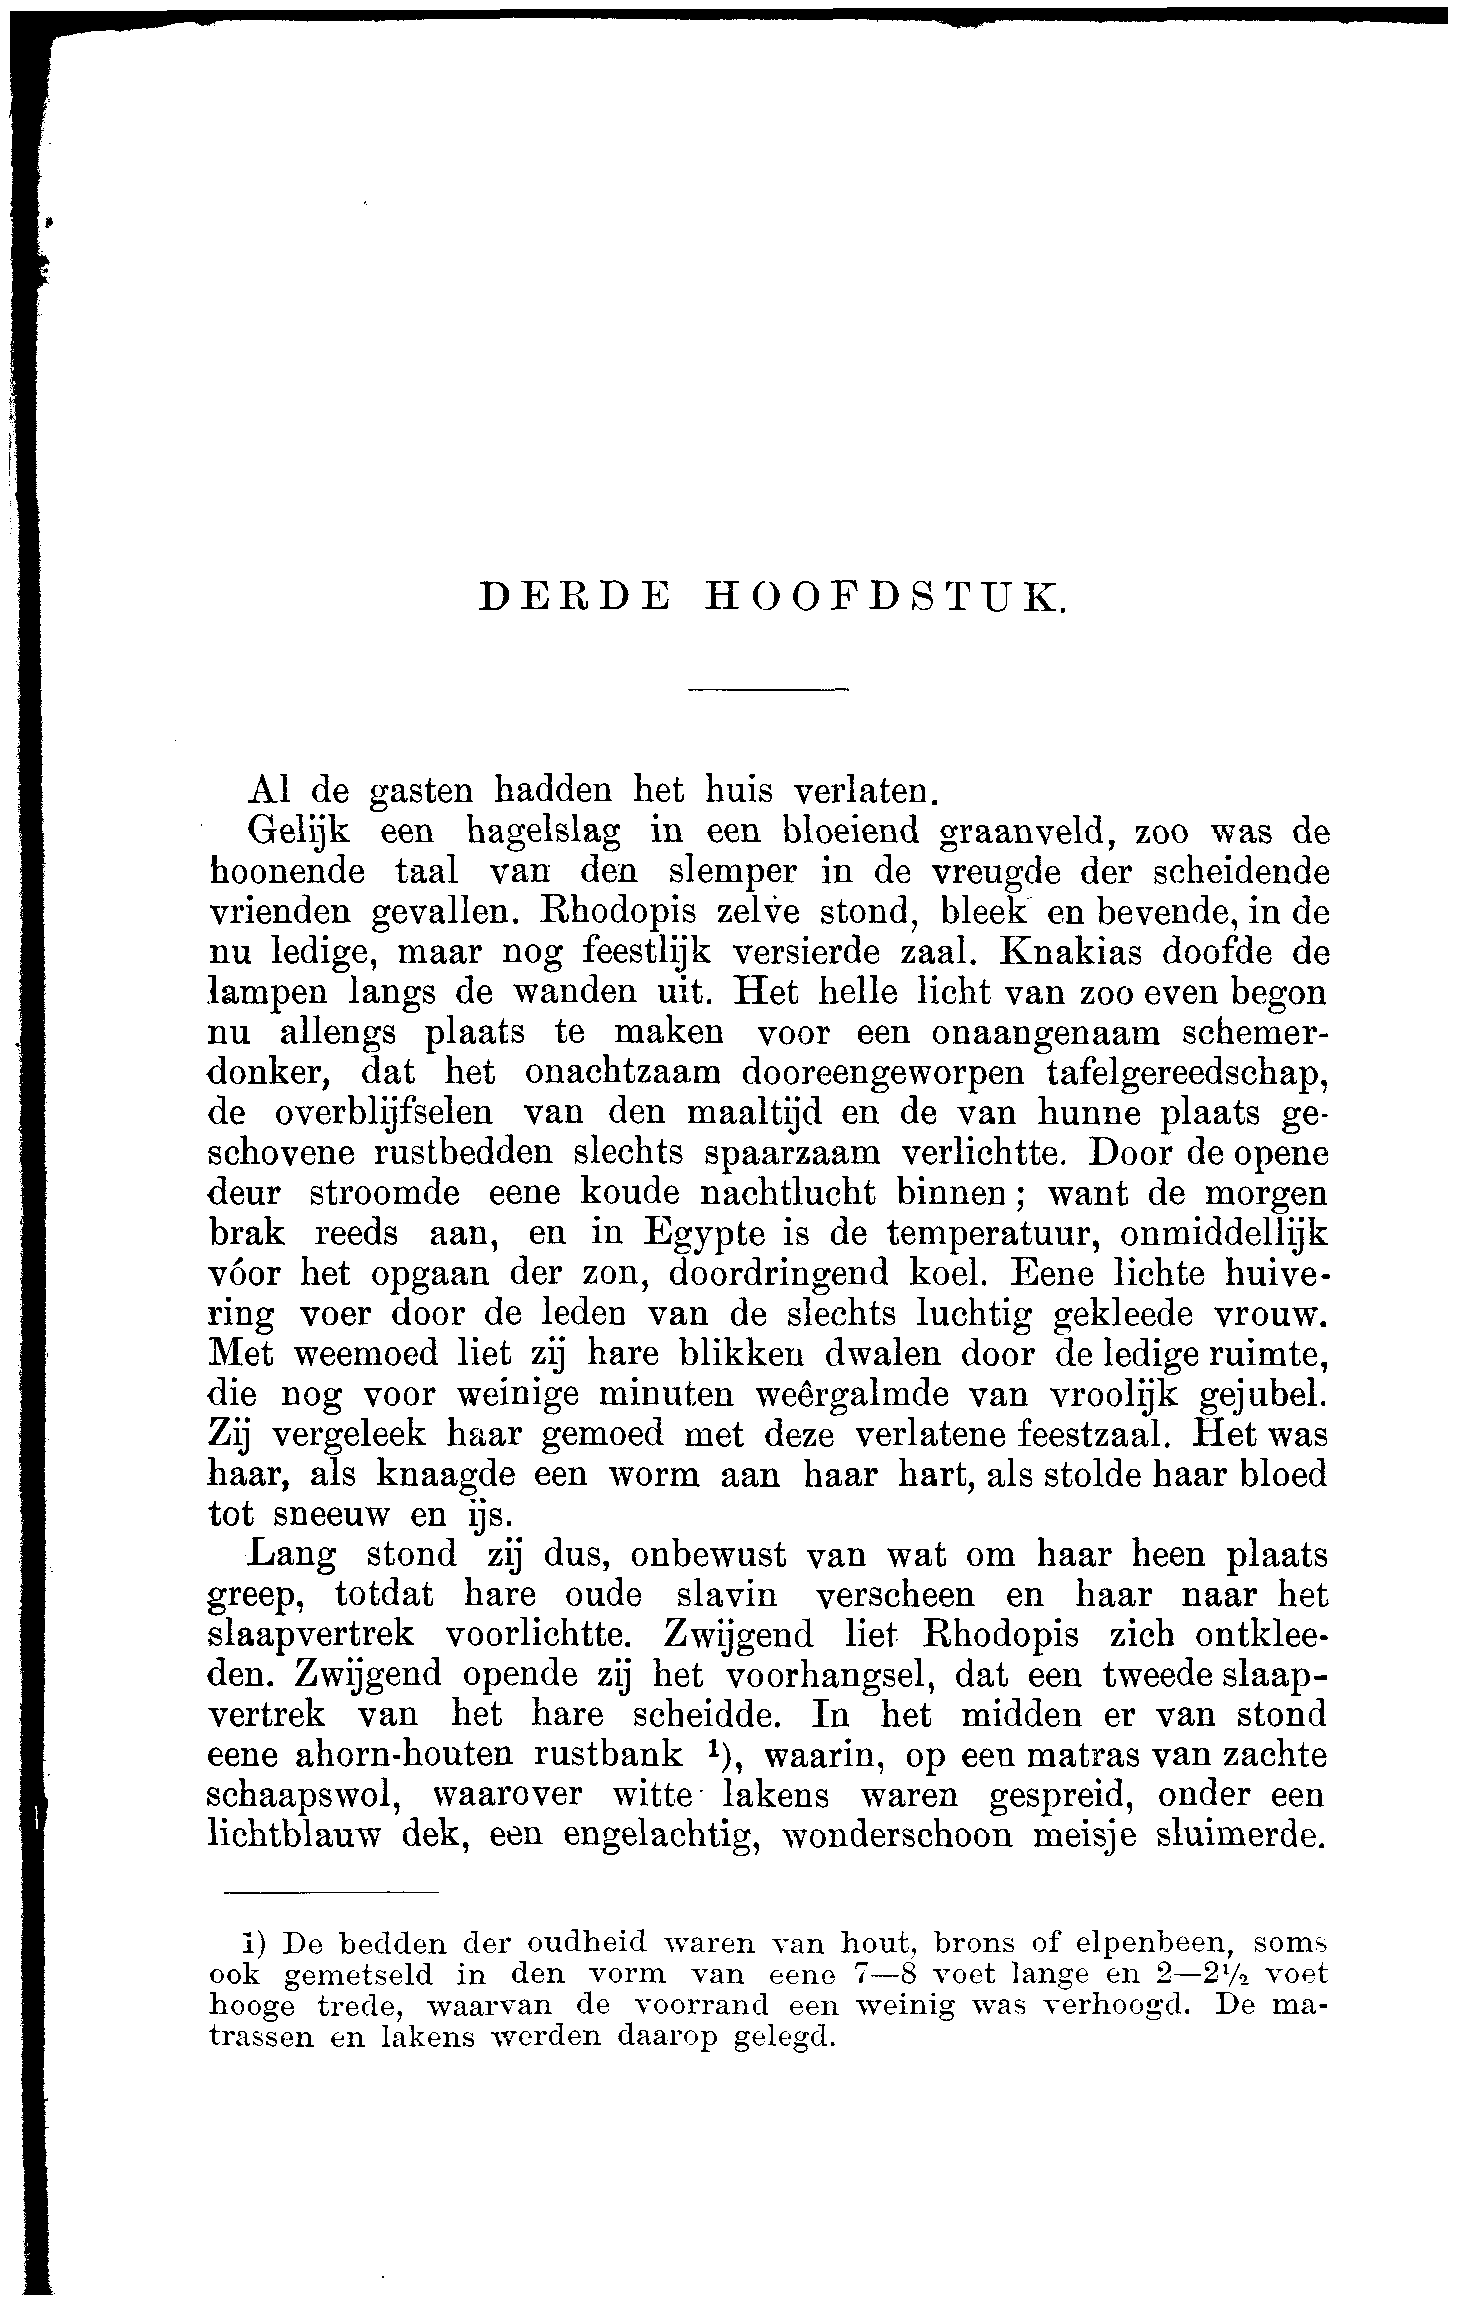 DERDE HOOFDSTUK.
Al de gasten hadden het huis verlaten.
Gelijk een hagelslag in een bloeiend graanveld, zoo was de
hoonende taal van den slemper in de vreugde der scheidende
vrienden gevallen. Rhodopis zelve stond, bleek en bevende, in de
nu ledige, maar nog feestlijk versierde zaal. Knakias doofde de
lampen langs de wanden uit. Het helle licht van zoo even begon
nu allengs plaats te maken voor een onaangenaam schemer-
donker, dat het onachtzaam dooreengeworpen tafelgereedschap,
de overblijfselen van den maaltijd en de van hunne plaats ge-
schovene rustbedden slechts spaarzaam verlichtte. Door de opene
deur stroomde eene koude nachtlucht binnen; want de morgen
brak reeds aan, en in Egypte is de temperatuur, onmiddellijk
vóor het opgaan der zon, doordringend koel. Eene lichte huive-
ring voer door de leden van de slechts luchtig gekleede vrouw.
Met weemoed liet zij hare blikken dwalen door de ledige ruimte,
die nog voor weinige minuten weêrgalmde van vroolijk gejubel.
Zij vergeleek haar gemoed met deze verlatene feestzaal. Het was
haar, als knaagde een worm aan haar hart, als stolde haar bloed
tot sneeuw en ijs.
Lang stond zij dus, onbewust van wat om haar heen plaats
greep, totdat hare oude slavin verscheen en haar naar het
slaapvertrek voorlichtte. Zwijgend liet Rhodopis zich ontklee-
den. Zwijgend opende zij het voorhangsel, dat een tweede slaap-
vertrek van het hare scheidde. In het midden er van stond
eene ahorn-houten rustbank ¹), waarin, op een matras van zachte
schaapswol, waarover witte lakens waren gespreid, onder een
lichtblauw dek, een engelachtig, wonderschoon meisje sluimerde.
1) De bedden der oudheid waren van hout, brons of elpenbeen, soms
ook gemetseld in den vorm van eene 7—8 voet lange en 2—2½ voet
hooge trede, waarvan de voorrand een weinig was verhoogd. De ma-
trassen en lakens werden daarop gelegd.